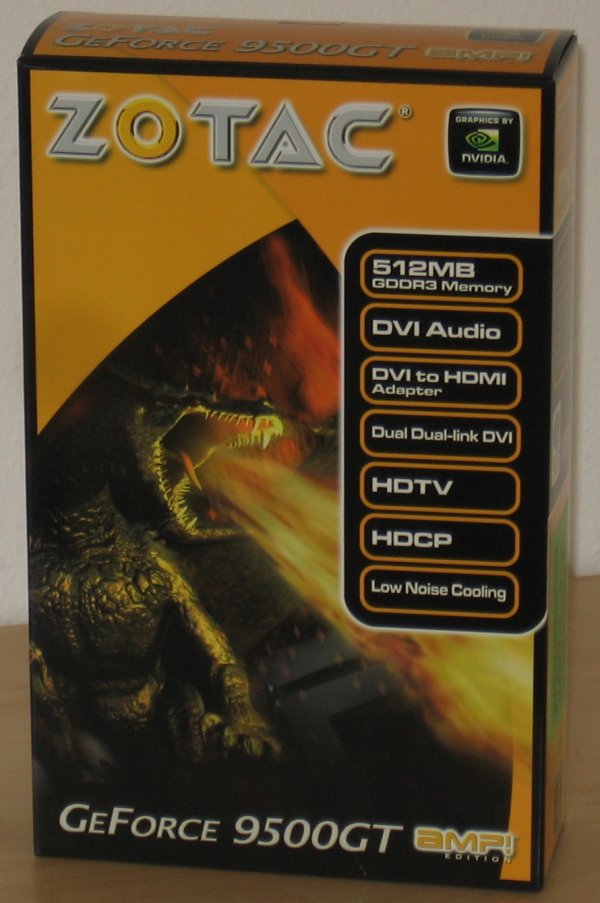 ZOTAC
GEFORCE 9500GT AMP!
ZOTAC®
GRAPHICS BY
NVIDIA
512MB
GDDR3 Memory
DVI Audio
DVI to HDMI
Adapter
Dual Dual-link DVI
HDTV
HDCP
Low Noise Cooling
GEFORCE 9500GT AMP!
EDITION